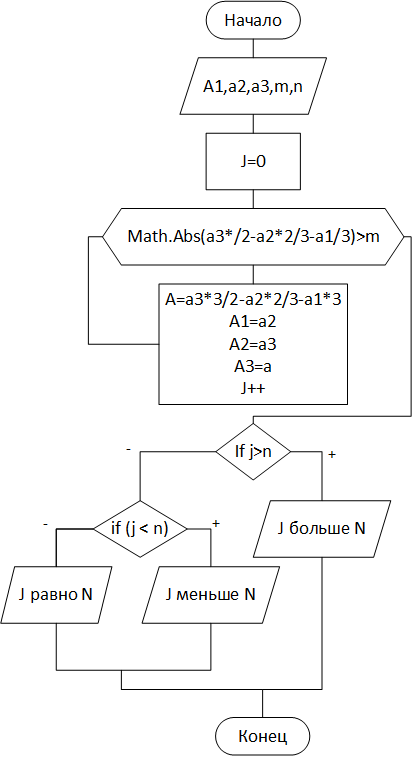 Начало
A1,a2,a3,m,n
J=0
Math.Abs(a3*/2-a2*2/3-a1/3)>m
A=a3*3/2-a2*2/3-a1*3
A1=a2
A2=a3
A3=a
J++
If j>n
-
+
if (j < n)
J больше N
-
+
J равно N
J меньше N
Конец